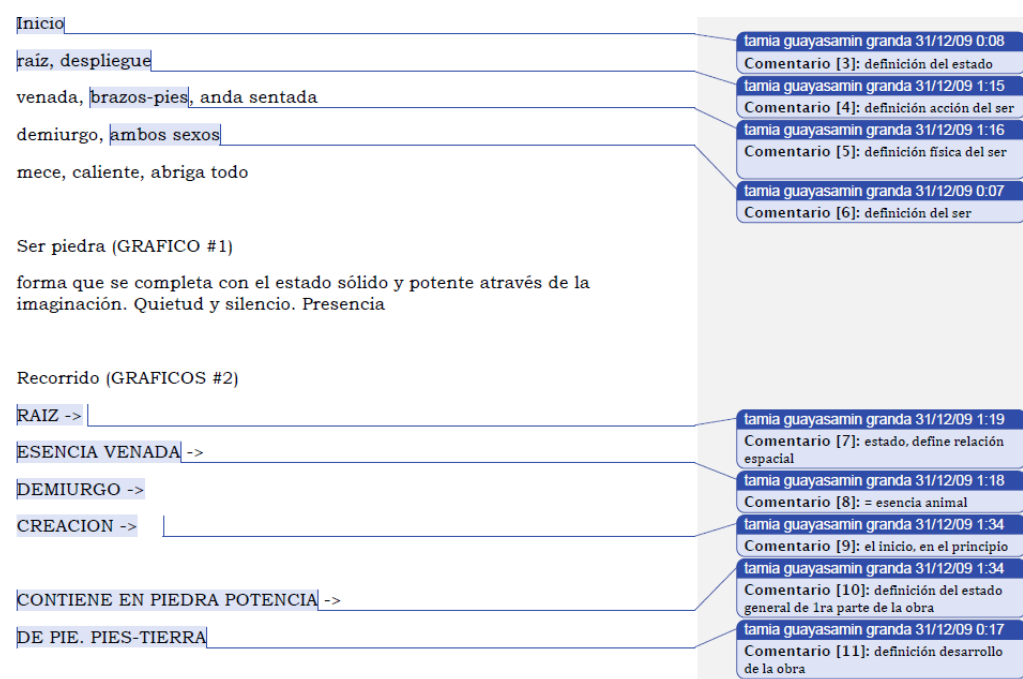 Inicio
raíz, despliegue
venada, brazos-pies, anda sentada
demiurgo, ambos sexos
mece, caliente, abriga todo
Ser piedra (GRAFICO #1)
forma que se completa con el estado sólido y potente através de la
imaginación. Quietud y silencio. Presencia
Recorrido (GRAFICOS #2)
RAIZ ->
ESENCIA VENADA ->
DEMIURGO ->
CREACION ->
CONTIENE EN PIEDRA POTENCIA ->
DE PIE. PIES-TIERRA
tamia guayasamin granda 31/12/09 0:08
Comentario [3]: definición del estado
tamia guayasamin granda 31/12/09 1:15
Comentario [4]: definición acción del ser
tamia guayasamin granda 31/12/09 1:16
Comentario [5]: definición física del ser
tamia guayasamin granda 31/12/09 0:07
Comentario [6]: definición del ser
tamia guayasamin granda 31/12/09 1:19
Comentario [7]: estado, define relación
espacial
tamia guayasamin granda 31/12/09 1:18
Comentario [8]: = esencia animal
tamia guayasamin granda 31/12/09 1:34
Comentario [9]: el inicio, en el principio
tamia guayasamin granda 31/12/09 1:34
Comentario [10]: definición del estado
general de 1ra parte de la obra
tamia guayasamin granda 31/12/09 0:17
Comentario [11]: definición desarrollo
de la obra